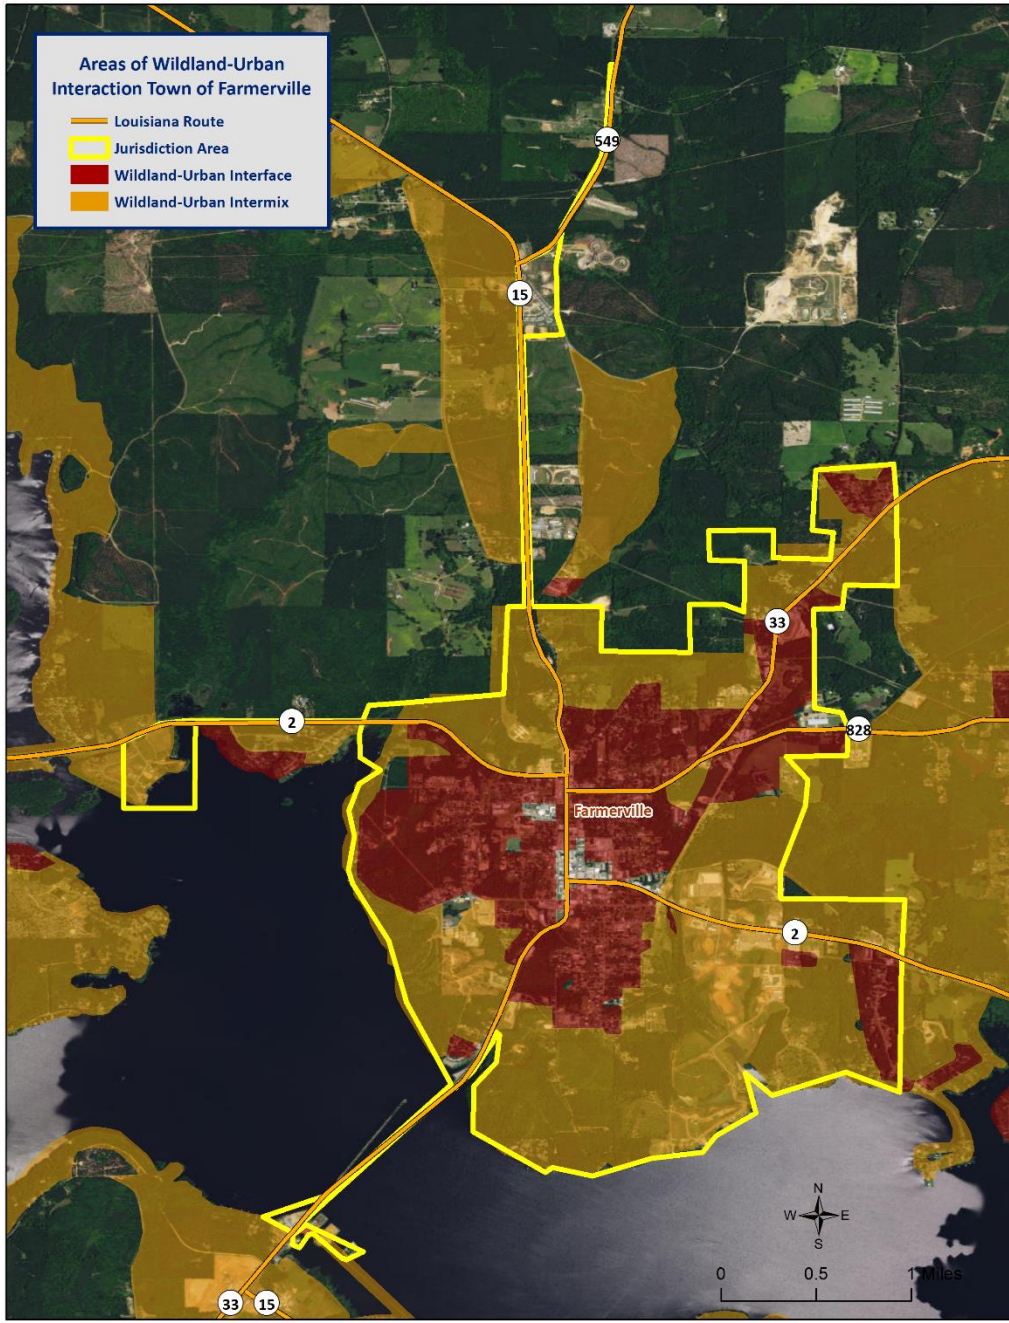 Areas of Wildland-Urban
Interaction Town of Farmerville
Louisiana Route
Jurisdiction Area
Wildland-Urban Interface
Wildland-Urban Intermix
549
15
33
2
828
Farmerville
2
N
W E
S
0 0.5 1 Miles
33 15